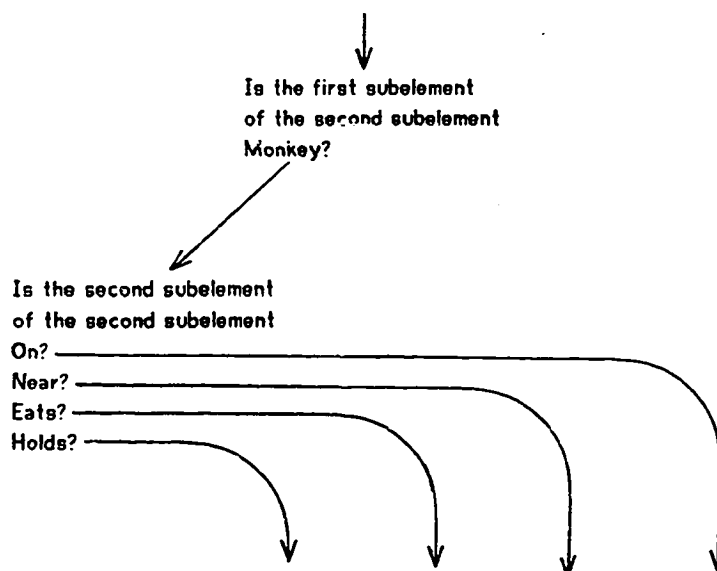 Is the first subelement
of the second subelement
Monkey?
Is the second subelement
of the second subelement
On?
Near?
Eats?
Holds?